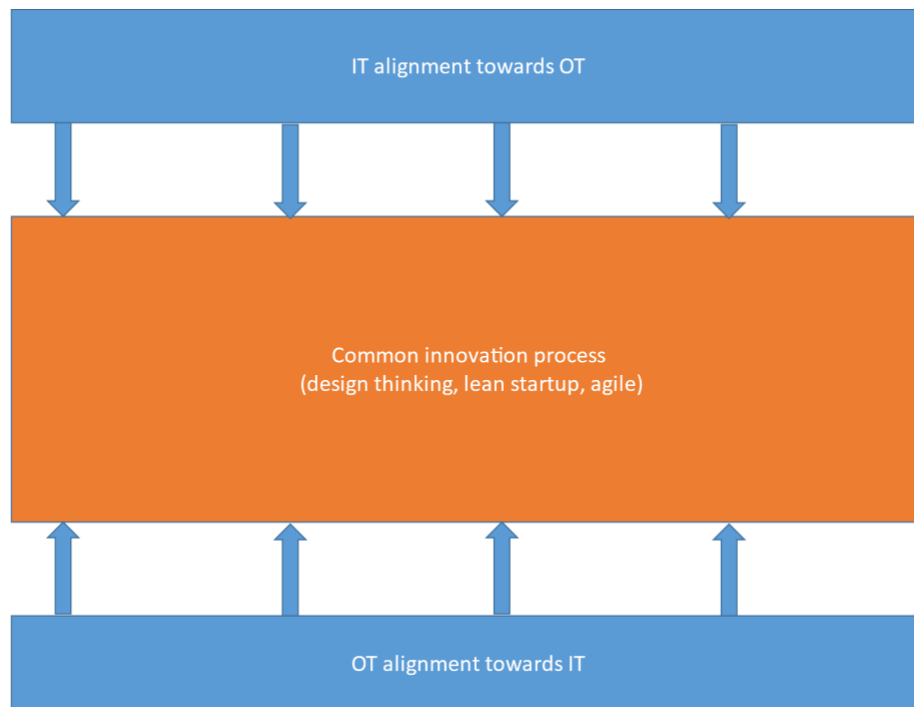 IT alignment towards OT
Common innovation process
(design thinking, lean startup, agile)
OT alignment towards IT